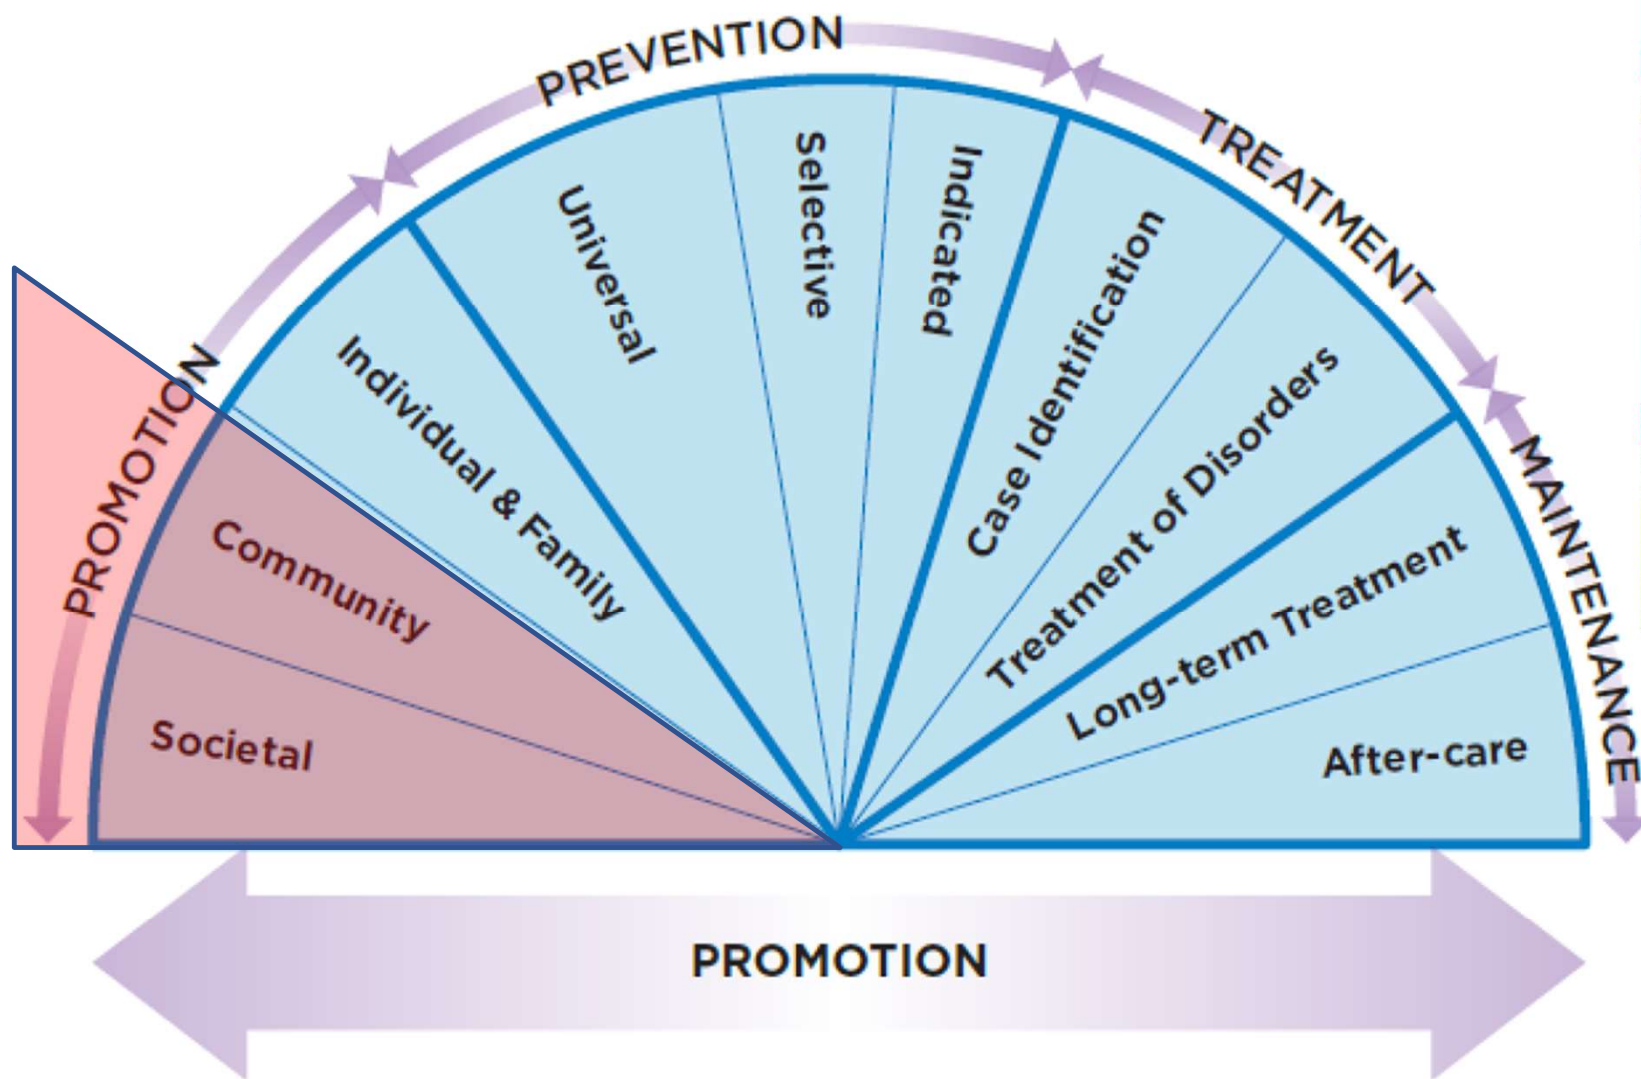 PROMOTION
PREVENTION
TREATMENT
MAINTENANCE
Societal
Community
Individual & Family
Universal
Selective
Indicated
Case Identification
Treatment of Disorders
Long-term Treatment
After-care
PROMOTION